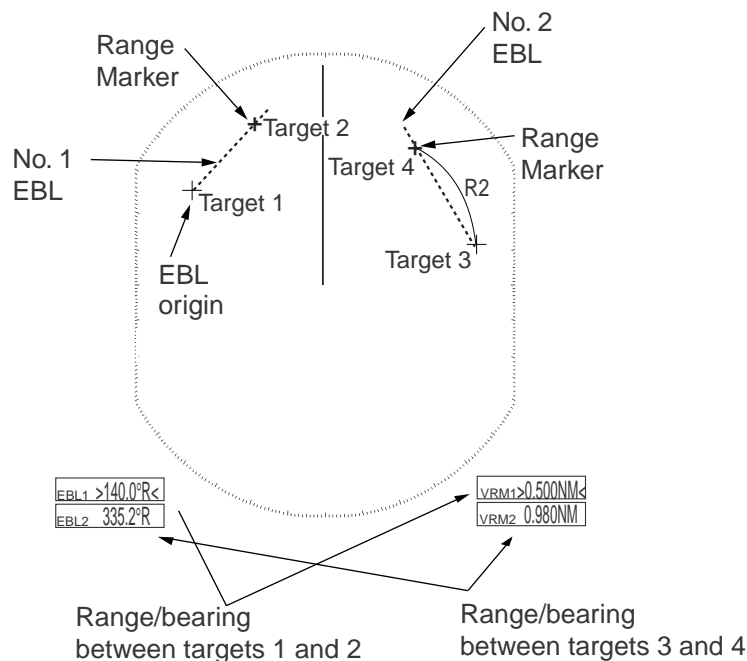 No. 2
EBL
Range
Marker
Target 2
Range
Marker
No. 1
EBL
Target 4
R2
Target 1
Target 3
EBL
origin
EBL1 >140.0°R<
EBL2 335.2°R
VRM1>0.500NM<
VRM2 0.980NM
Range/bearing
between targets 1 and 2
Range/bearing
between targets 3 and 4